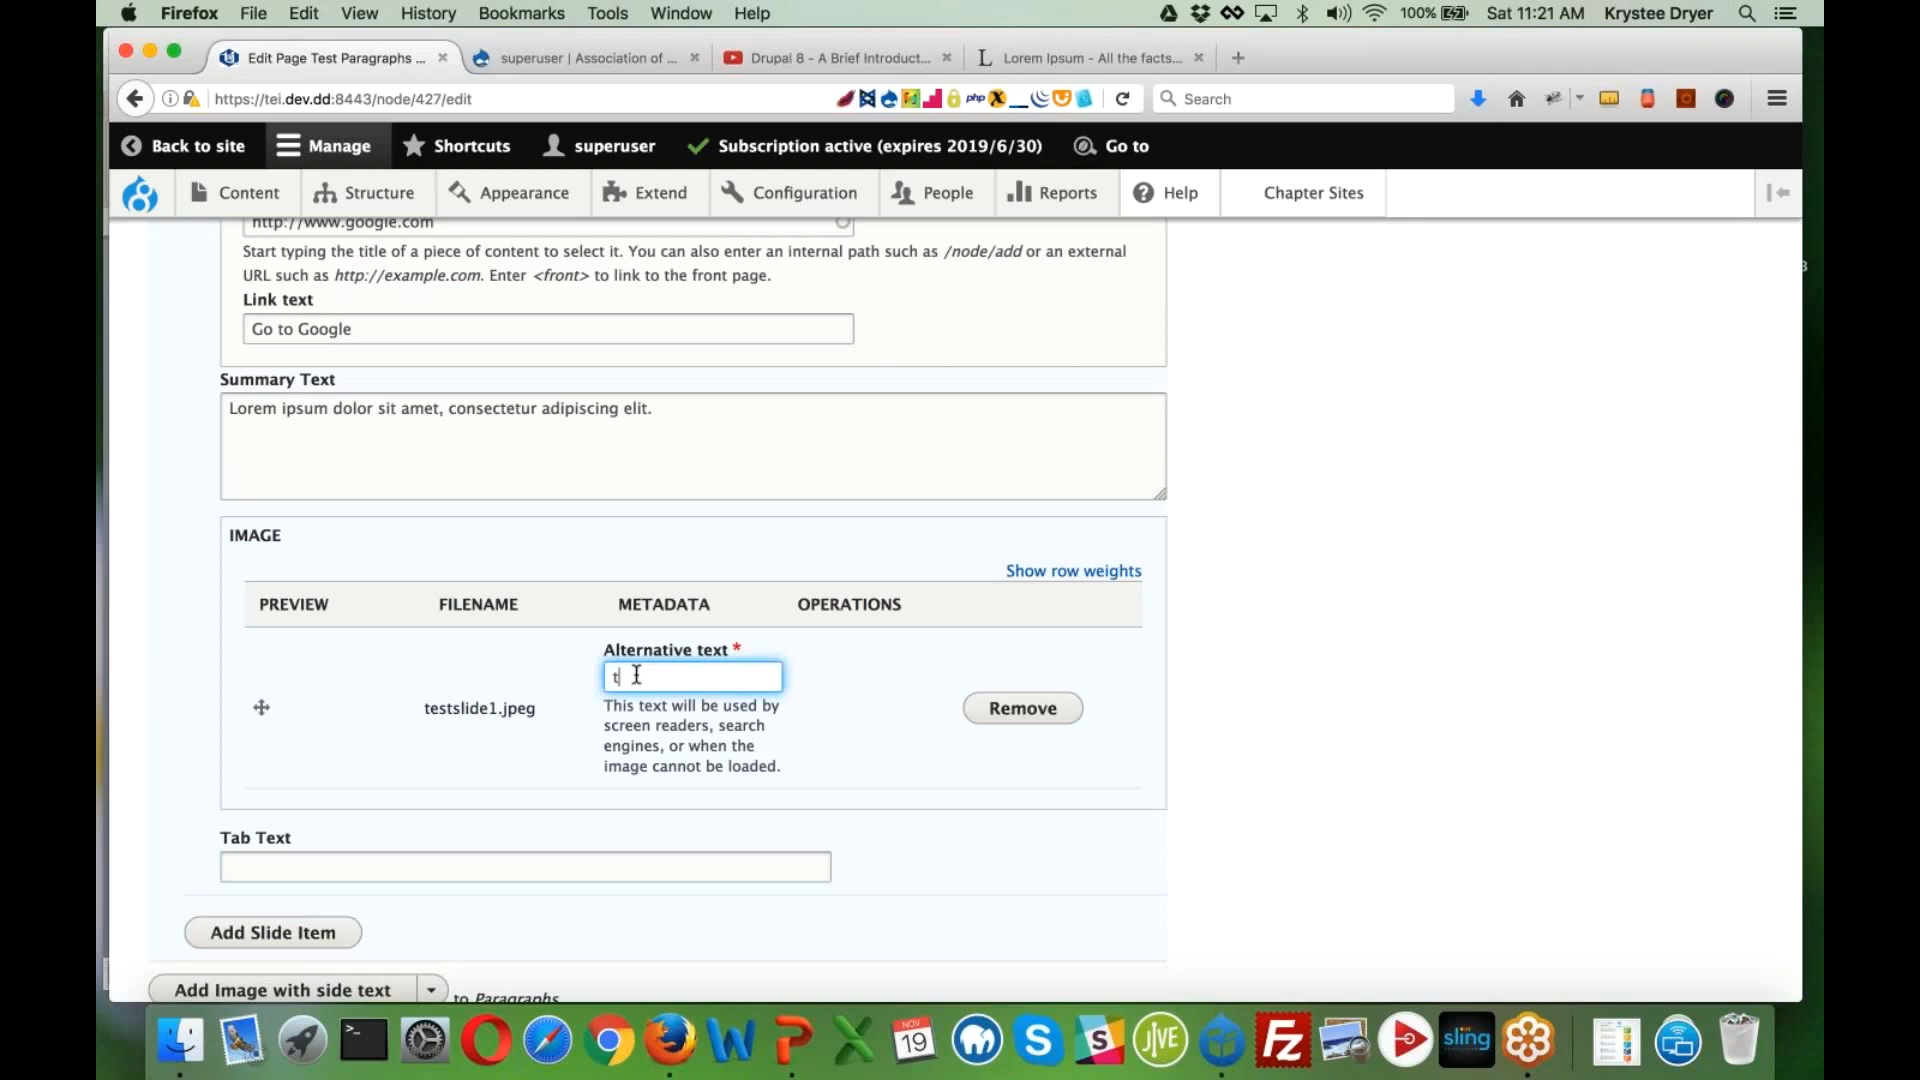 Firefox File Edit View History Bookmarks Tools Window Help 100% Sat 11:21 AM Krystee Dryer
Edit Page Test Paragraphs ... superuser | Association of ... Drupal 8 - A Brief Introduct... Lorem Ipsum - All the facts...
https://tei.dev.dd:8443/node/427/edit php Search
Back to site Manage Shortcuts superuser Subscription active (expires 2019/6/30) Go to
Content Structure Appearance Extend Configuration People Reports Help Chapter Sites
http://www.google.com
Start typing the title of a piece of content to select it. You can also enter an internal path such as /node/add or an external
URL such as http://example.com. Enter <front> to link to the front page.
Link text
Go to Google
Summary Text
Lorem ipsum dolor sit amet, consectetur adipiscing elit.
IMAGE
Show row weights
PREVIEW FILENAME METADATA OPERATIONS
Alternative text *
t
testslide1.jpeg
This text will be used by
screen readers, search
engines, or when the
image cannot be loaded.
Remove
Tab Text
Add Slide Item
Add Image with side text to Paragraphs
NOV
19
JIVE
sling